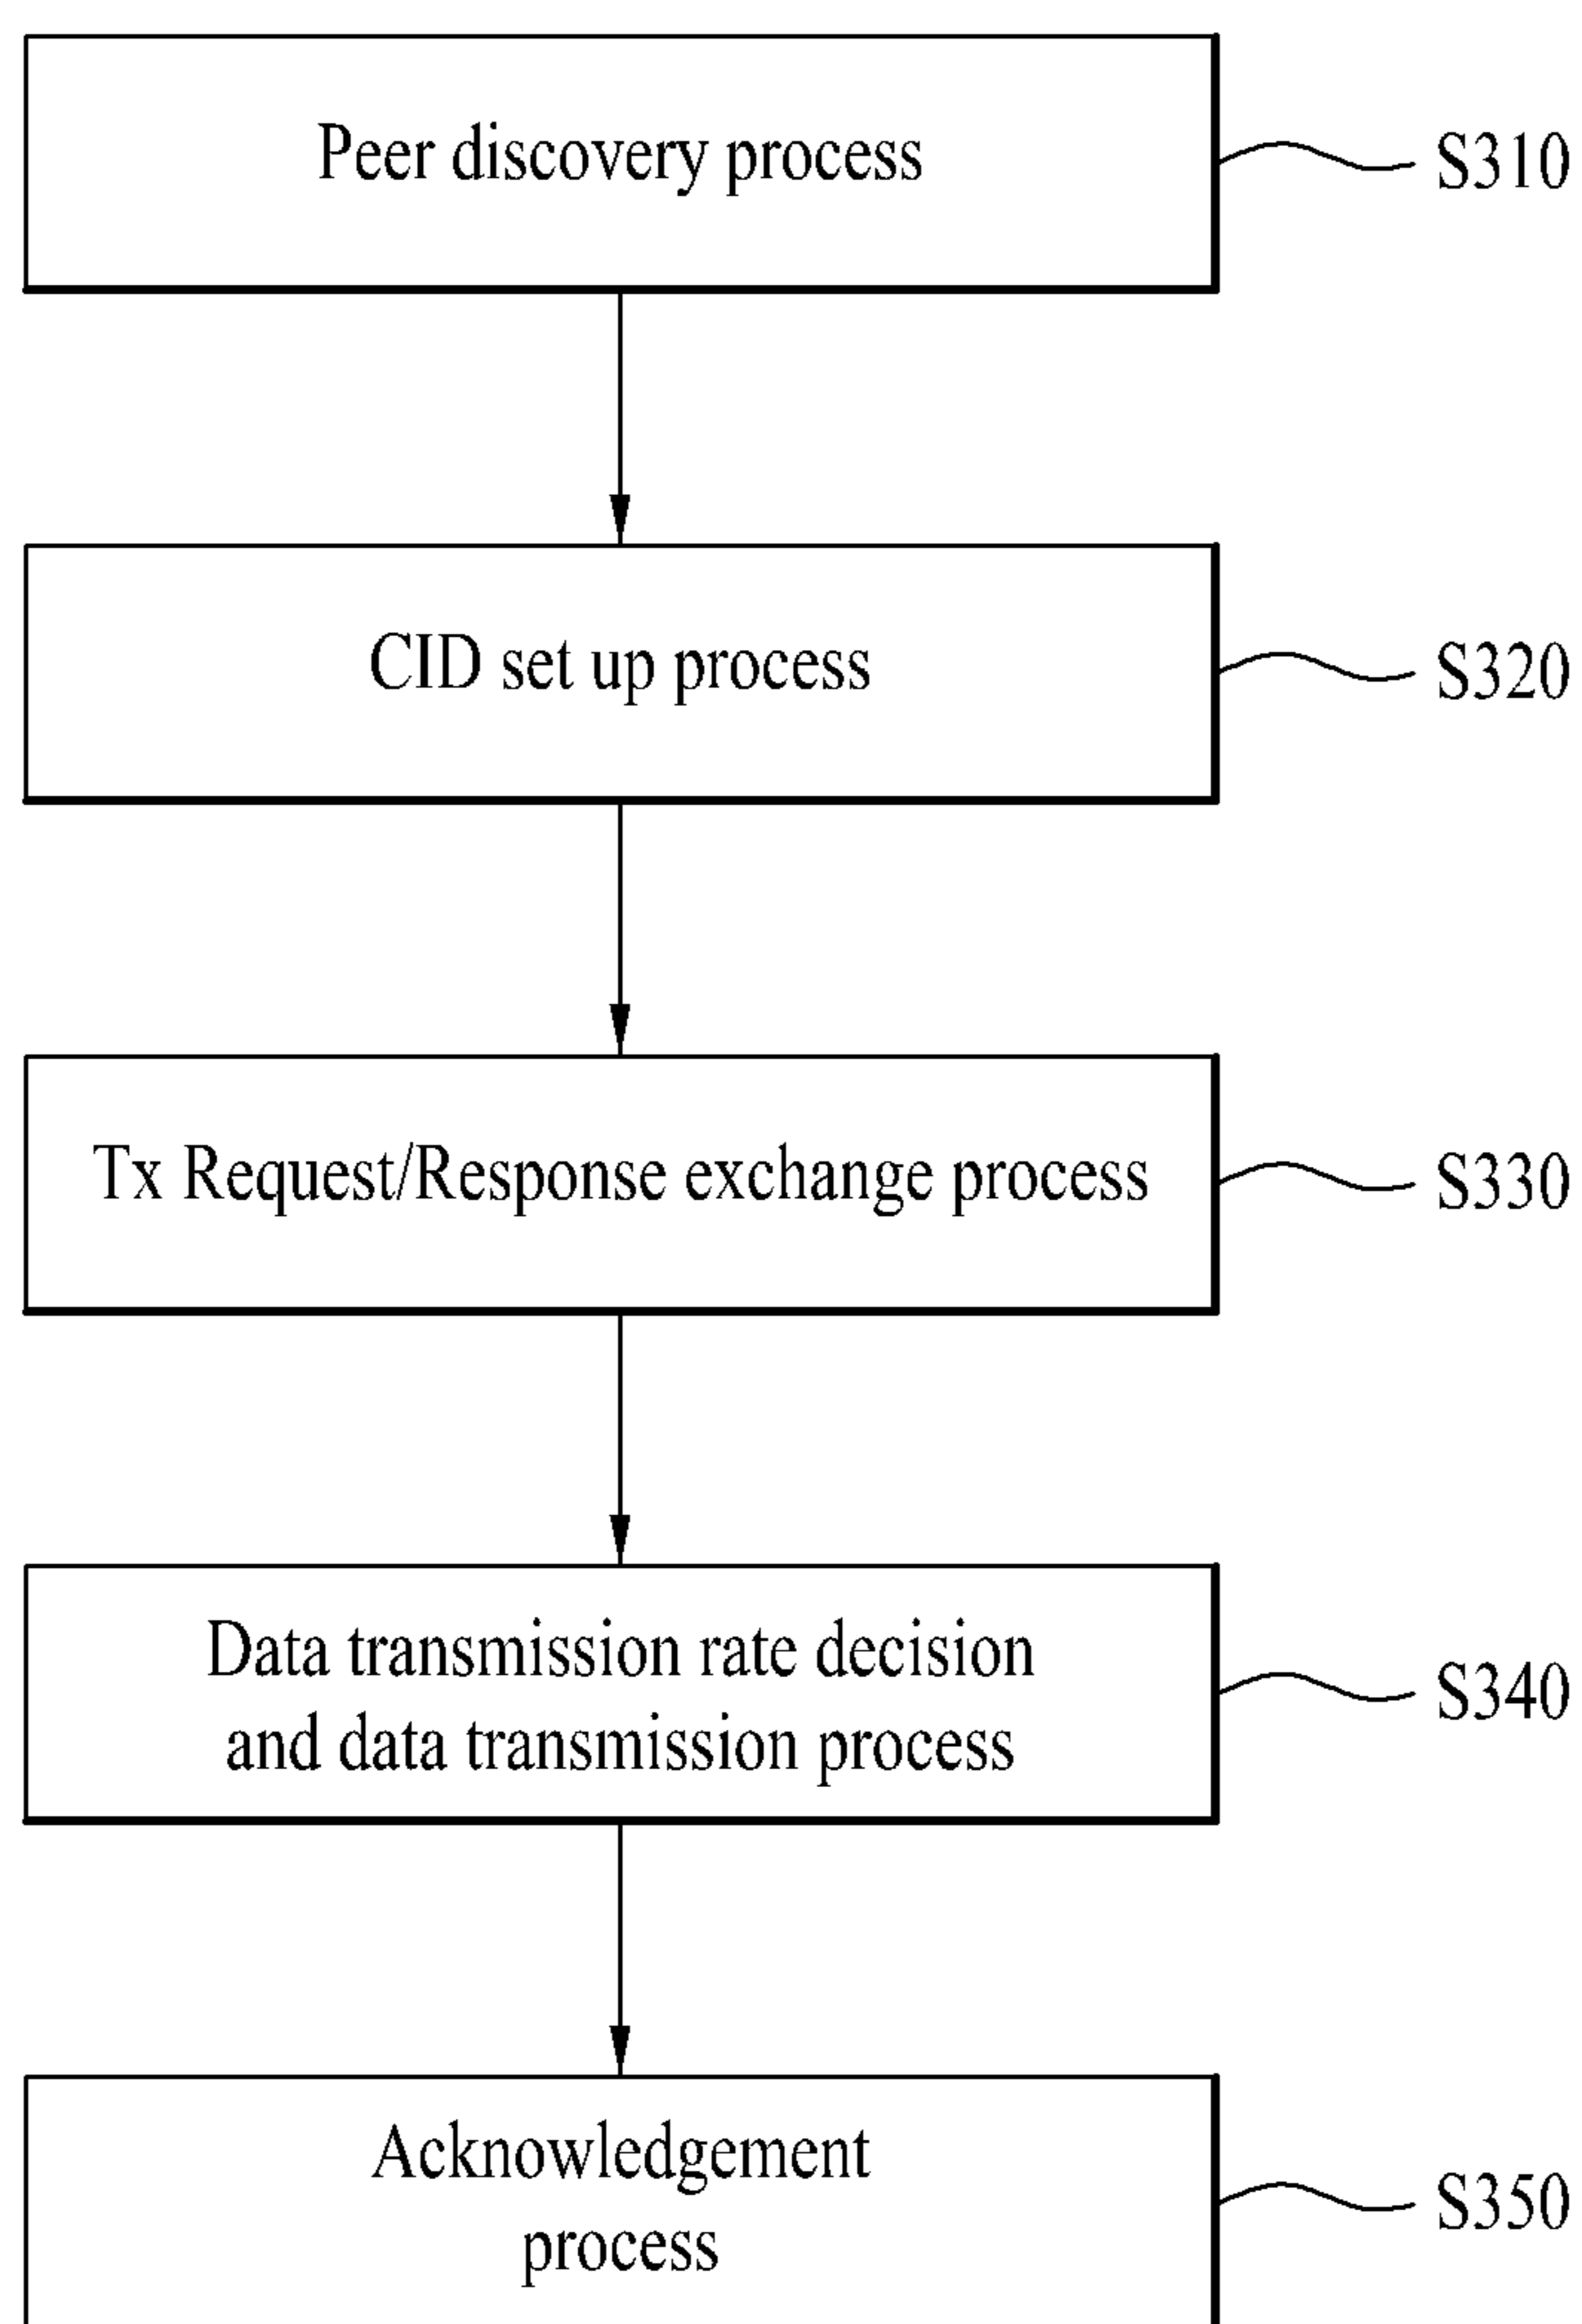 Peer discovery process
S310
CID set up process
S320
Tx Request/Response exchange process
S330
Data transmission rate decision
and data transmission process
S340
Acknowledgement
process
S350